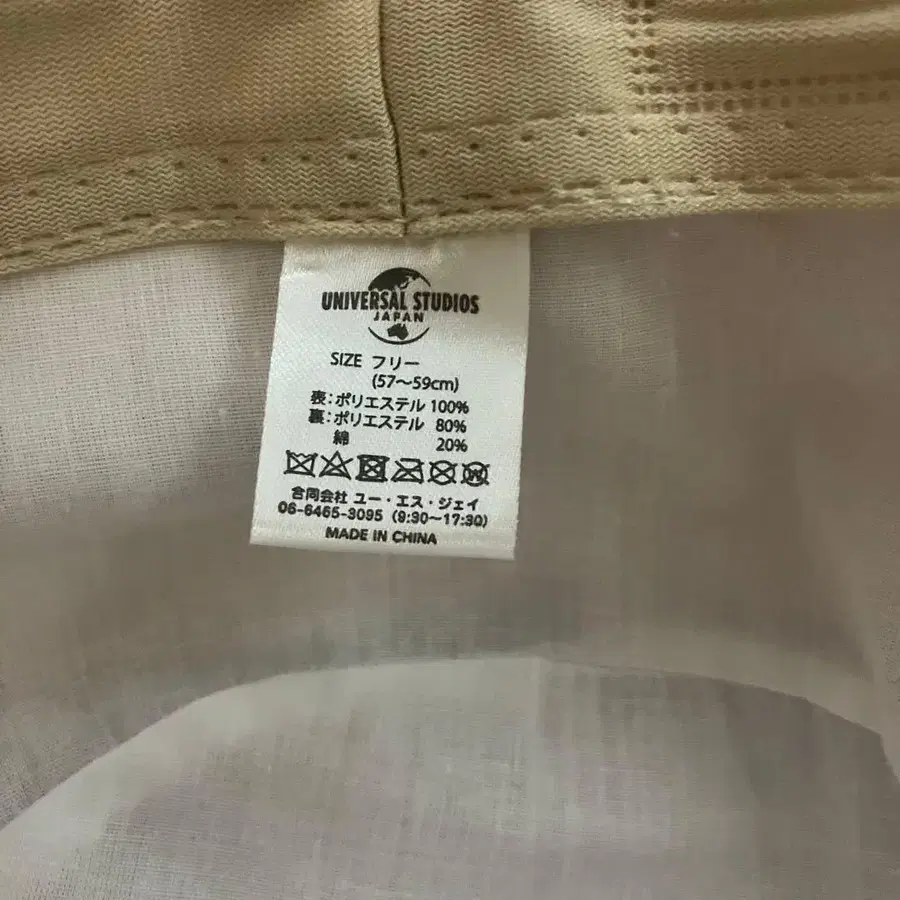 UNIVERSAL STUDIOS
JAPAN
SIZE フリー
(57〜59cm)
表:ポリエステル 100%
裏:ポリエステル 80%
綿 20%
W
合同会社 ユー・エス・ジェイ
06-6465-3095 (9:30〜17:30)
MADE IN CHINA